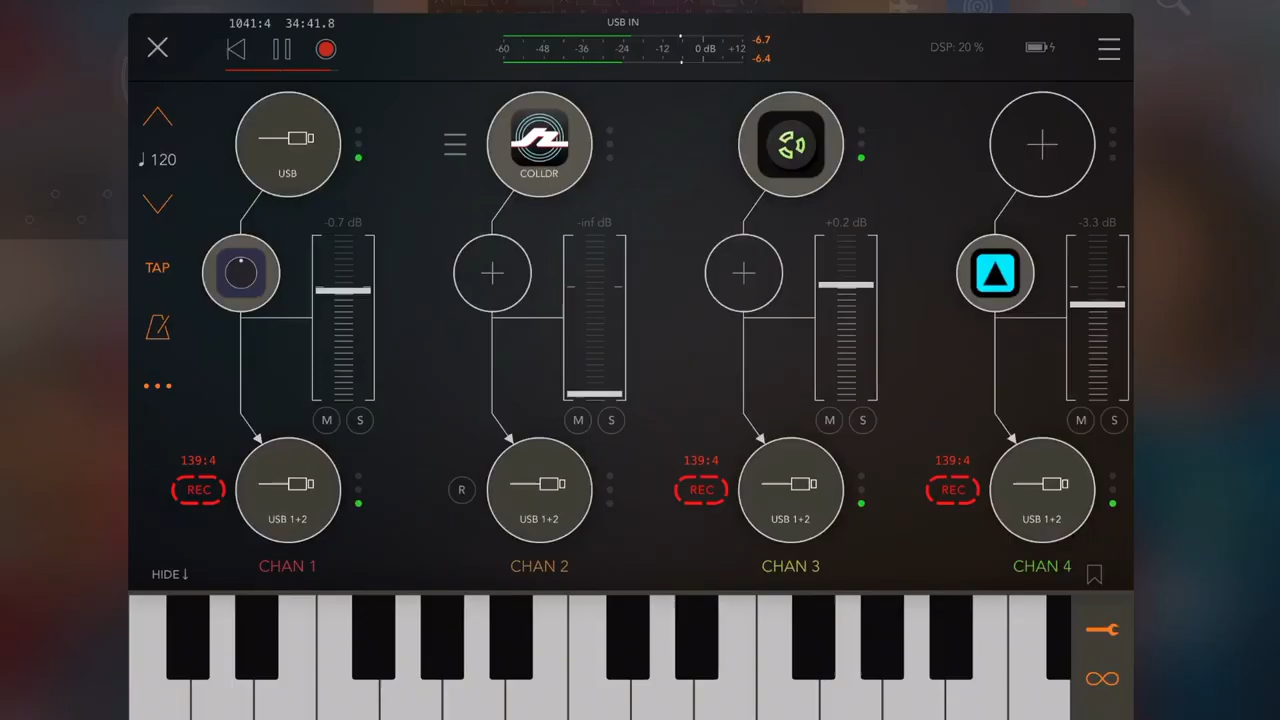 1041:4 34:41.8
USB IN
-60 -48 -36 -24 -12 0 dB +12
-6.7
-6.4
DSP: 20 %
120
TAP
USB
COLLDR
-0.7 dB
-inf dB
+0.2 dB
-3.3 dB
M S
M S
M S
M S
139:4
139:4
139:4
REC
R
REC
REC
USB 1+2
USB 1+2
USB 1+2
USB 1+2
HIDE
CHAN 1
CHAN 2
CHAN 3
CHAN 4